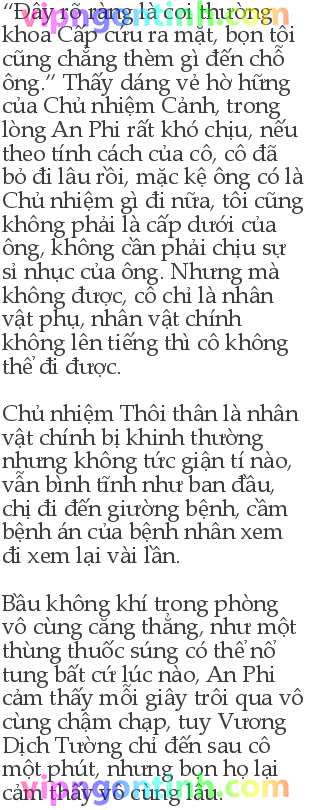 “Đây rõ ràng là coi thường
khoa Cấp cứu ra mặt, bọn tôi
cũng chẳng thèm gì đến chỗ
ông.” Thấy dáng vẻ hờ hững
của Chủ nhiệm Cảnh, trong
lòng An Phi rất khó chịu, nếu
theo tính cách của cô, cô đã
bỏ đi lâu rồi, mặc kệ ông có là
Chủ nhiệm gì đi nữa, tôi cũng
không phải là cấp dưới của
ông, không cần phải chịu sự
sỉ nhục của ông. Nhưng mà
không được, cô chỉ là nhân
vật phụ, nhân vật chính
không lên tiếng thì cô không
thể đi được.
Chủ nhiệm Thôi thân là nhân
vật chính bị khinh thường
nhưng không tức giận tí nào,
vẫn bình tĩnh như ban đầu,
chị đi đến giường bệnh, cầm
bệnh án của bệnh nhân xem
đi xem lại vài lần.
Bầu không khí trong phòng
vô cùng căng thẳng, như một
thùng thuốc súng có thể nổ
tung bất cứ lúc nào, An Phi
cảm thấy mỗi giây trôi qua vô
cùng chậm chạp, tuy Vương
Dịch Tường chỉ đến sau cô
một phút, nhưng bọn họ lại
cảm thấy vô cùng lâu.
vipngontinh.com
vipngontinh.com